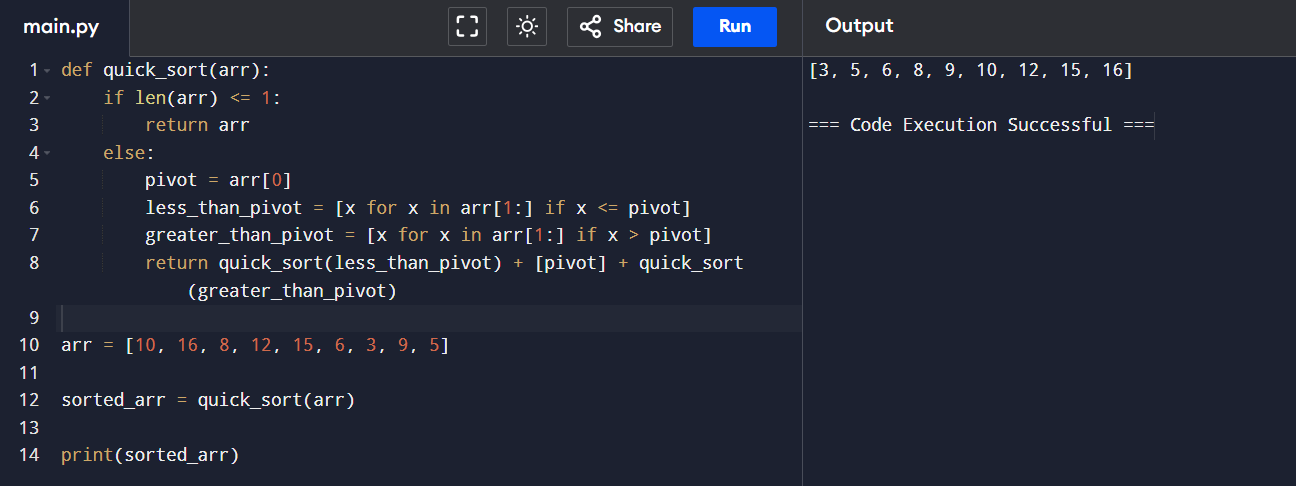 main.py
Share
Run
Output
1 def quick_sort(arr):
2     if len(arr) <= 1:
3         return arr
4     else:
5         pivot = arr[0]
6         less_than_pivot = [x for x in arr[1:] if x <= pivot]
7         greater_than_pivot = [x for x in arr[1:] if x > pivot]
8         return quick_sort(less_than_pivot) + [pivot] + quick_sort
            (greater_than_pivot)
9
10 arr = [10, 16, 8, 12, 15, 6, 3, 9, 5]
11
12 sorted_arr = quick_sort(arr)
13
14 print(sorted_arr)
[3, 5, 6, 8, 9, 10, 12, 15, 16]
=== Code Execution Successful ===